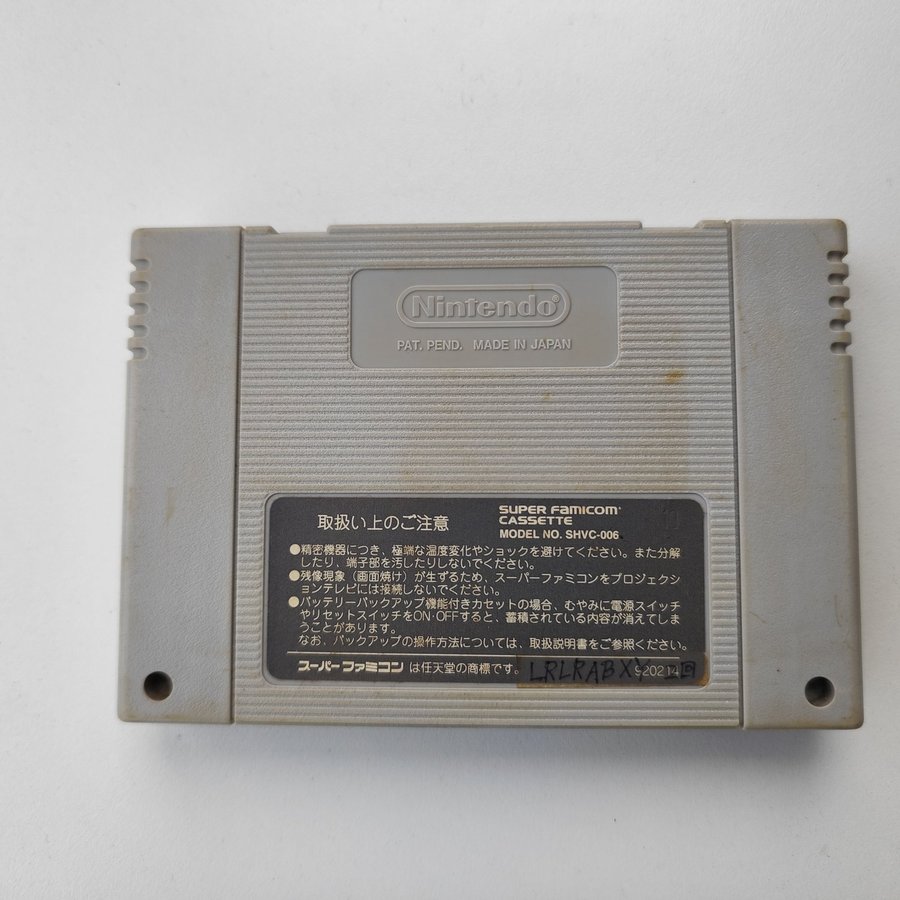 Nintendo®
PAT. PEND. MADE IN JAPAN
取扱い上のご注意
SUPER FAMICOM
CASSETTE
MODEL NO. SHVC-006
●精密機器につき、極端な温度変化やショックを避けてください。また分解
したり、端子部を汚したりしないでください。
●残像現象(画面焼け)が生ずるため、スーパーファミコンをプロジェクシ
ョンテレビには接続しないでください。
●バッテリーバックアップ機能付きカセットの場合、むやみに電源スイッチ
やリセットスイッチをON・OFFすると、蓄積されている内容が消えてしま
うことがあります。
なお、バックアップの操作方法については、取扱説明書をご参照ください。
スーパーファミコン は任天堂の商標です。 LRLRABXY